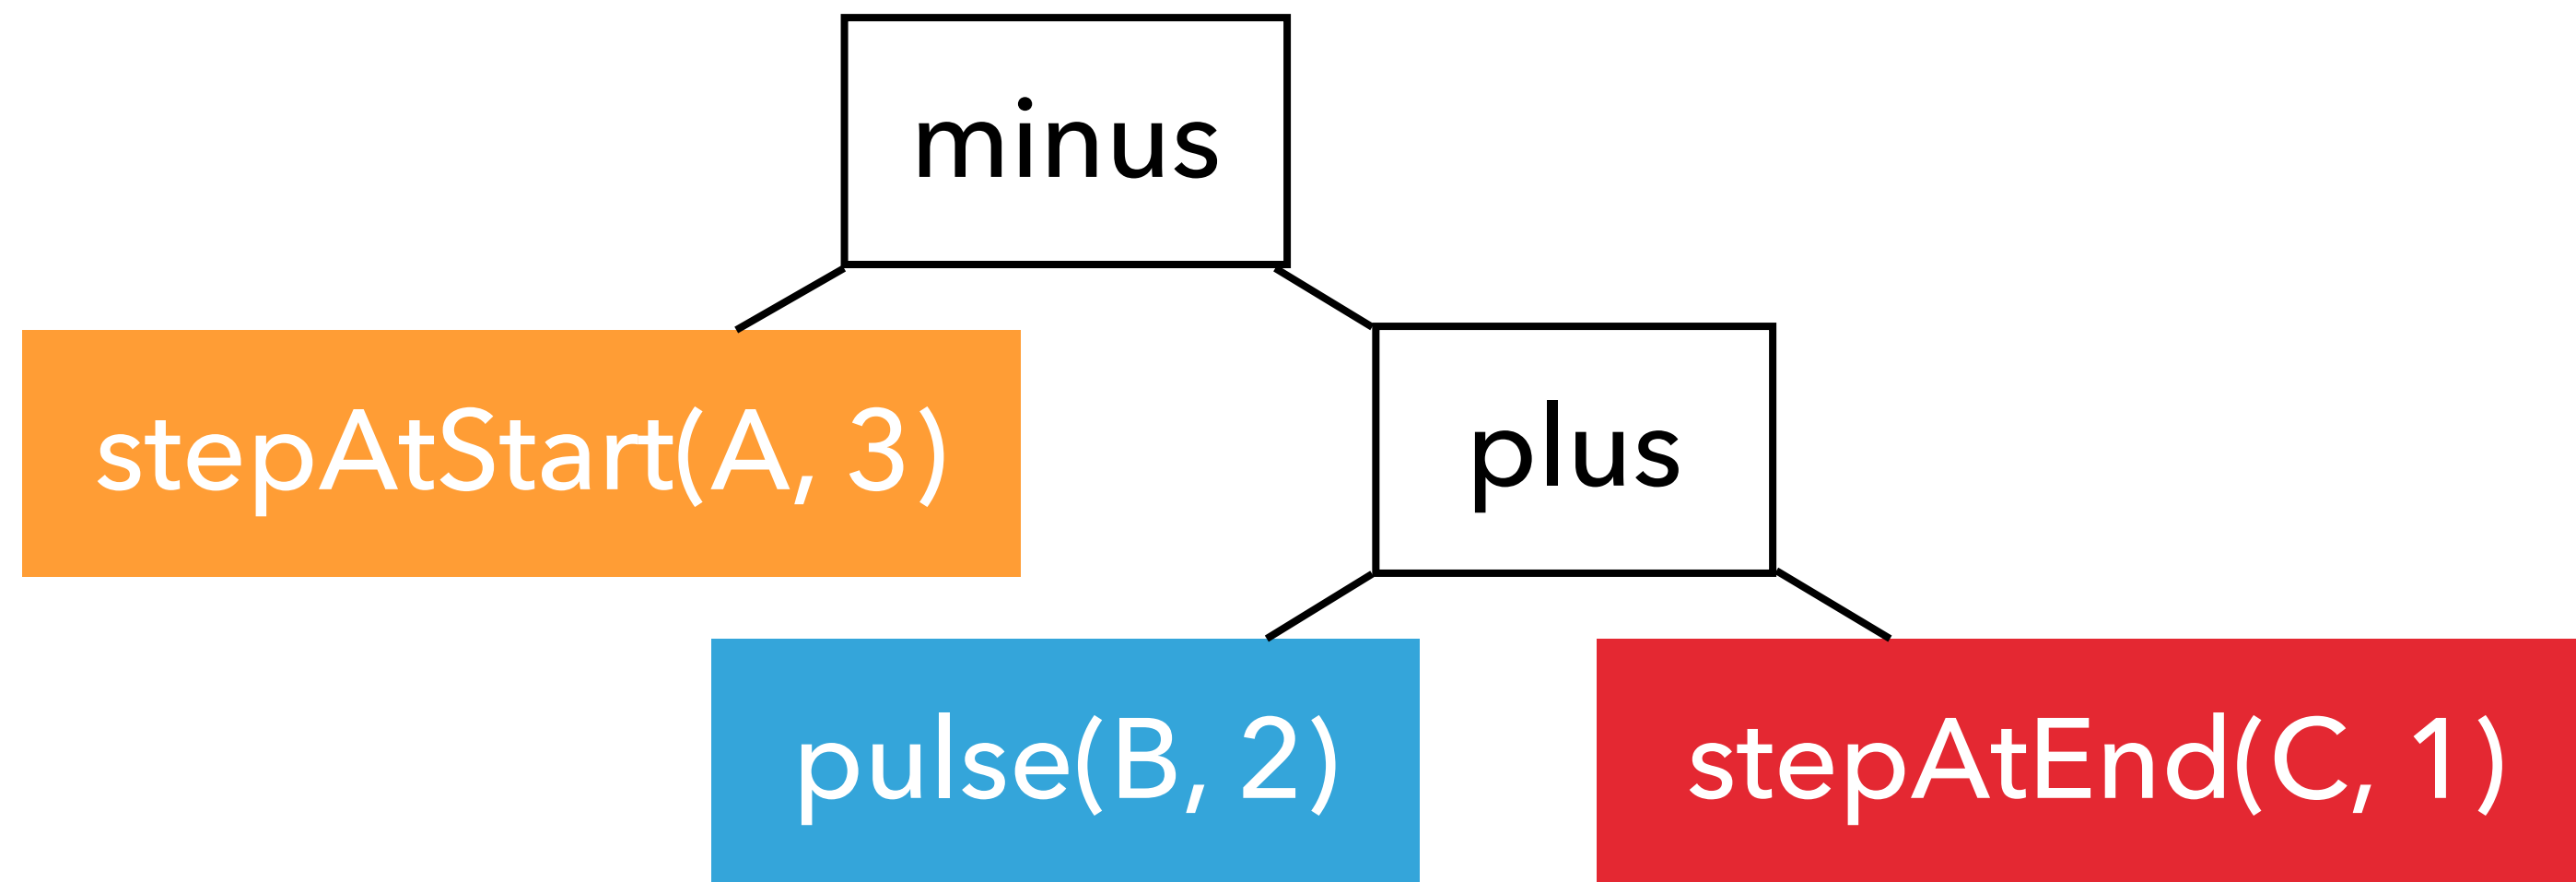 minus
stepAtStart(A, 3)
plus
pulse(B, 2)
stepAtEnd(C, 1)